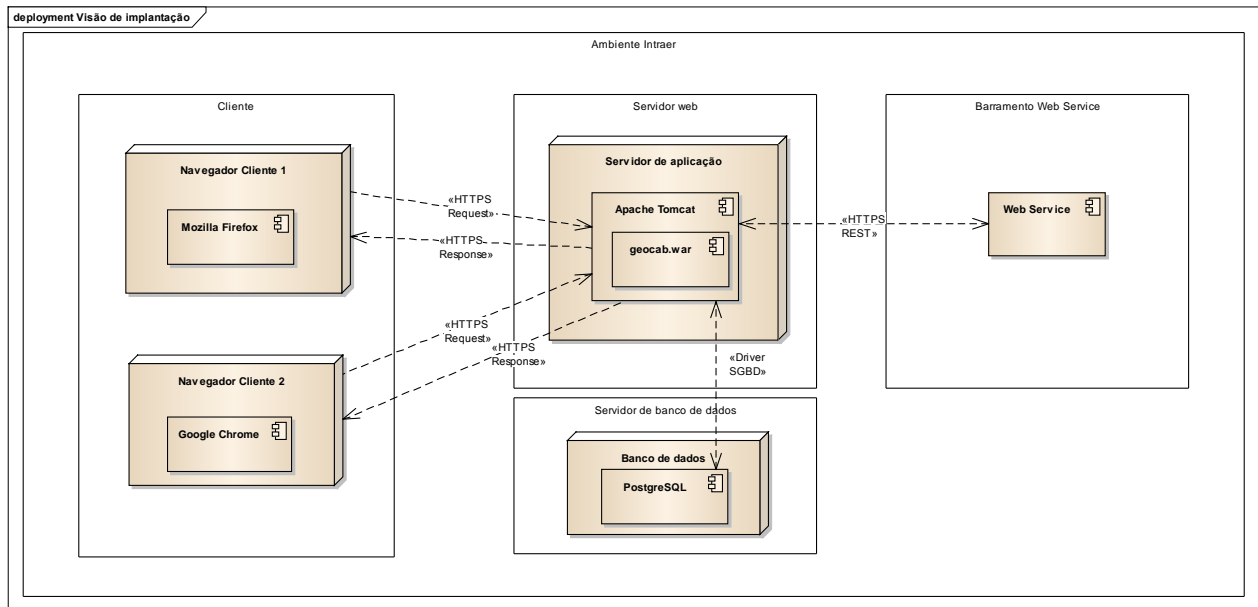 deployment Visão de implantação
Ambiente Intraer
Cliente
Navegador Cliente 1
Mozilla Firefox
Navegador Cliente 2
Google Chrome
«HTTPS
Request»
«HTTPS
Response»
«HTTPS
Request»
«HTTPS
Response»
Servidor web
Servidor de aplicação
Apache Tomcat
geocab.war
«Driver
SGBD»
Servidor de banco de dados
Banco de dados
PostgreSQL
«HTTPS
REST»
Barramento Web Service
Web Service